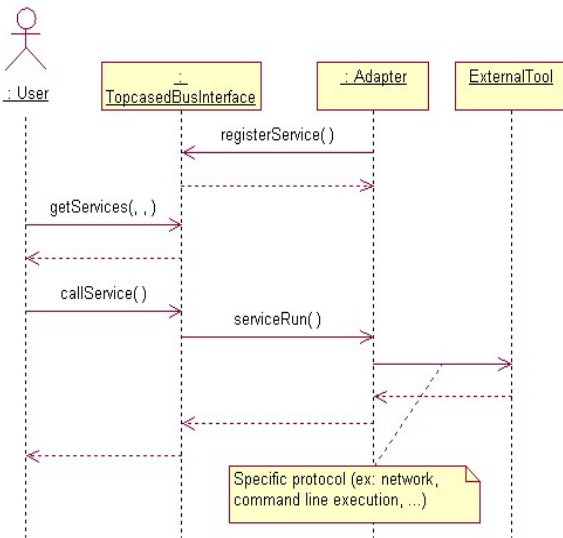 : User
:
TopcasedBusInterface
: Adapter
ExternalTool
registerService( )
getServices(, , )
callService( )
serviceRun( )
Specific protocol (ex: network,
command line execution, ...)